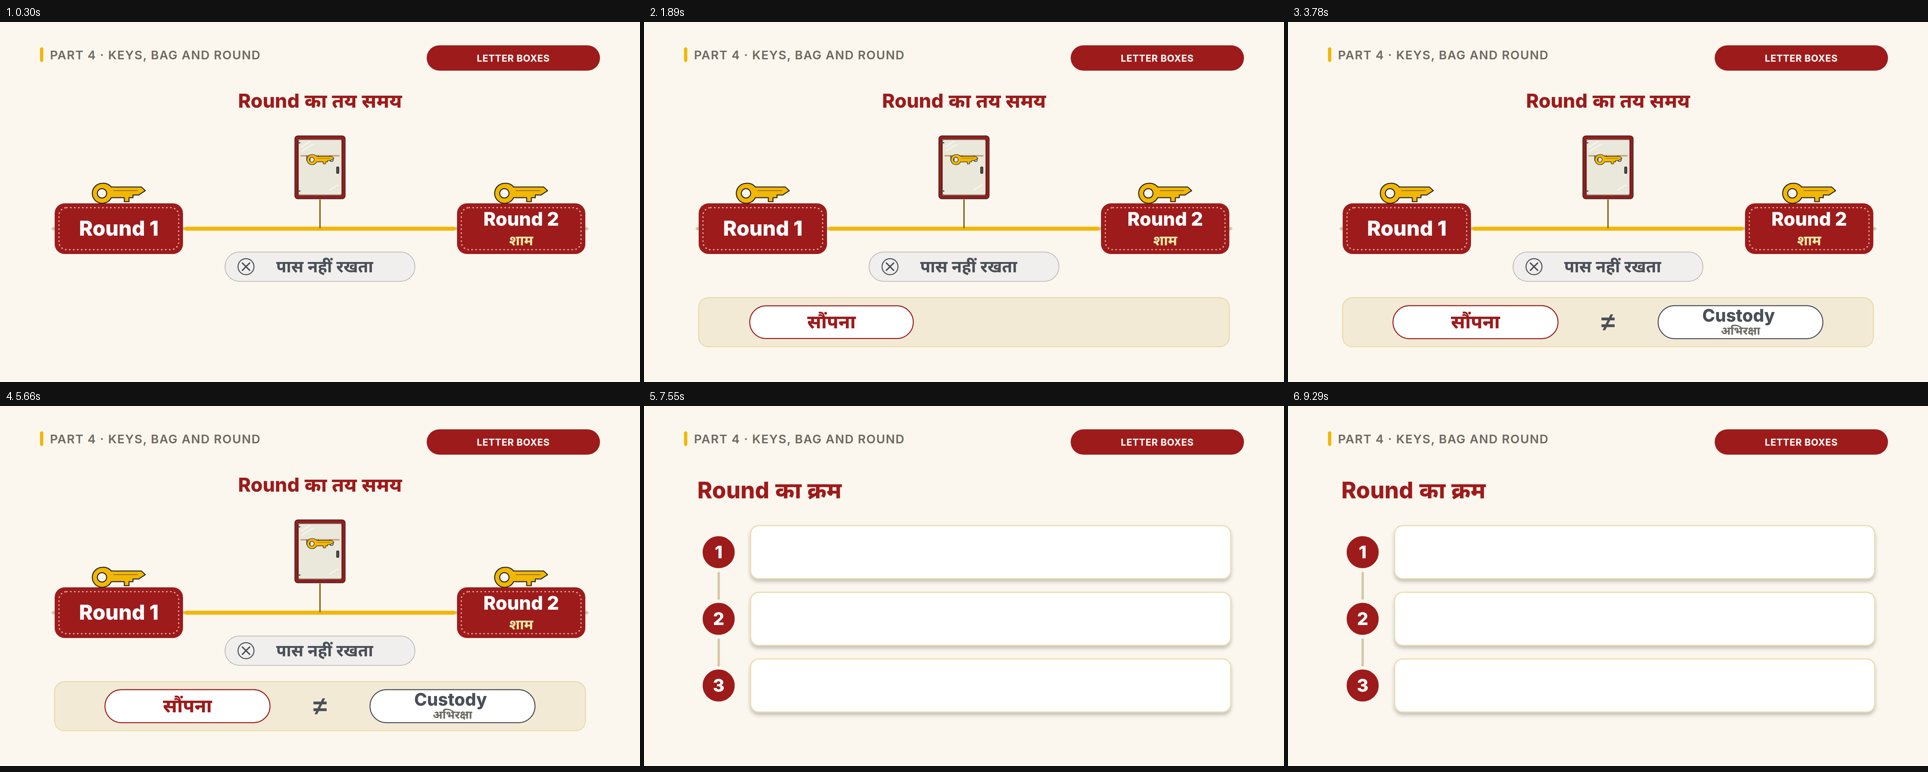 1. 0.30s
PART 4 · KEYS, BAG AND ROUND
LETTER BOXES
Round का तय समय
Round 1
Round 2
शाम
पास नहीं रखता
2. 1.89s
PART 4 · KEYS, BAG AND ROUND
LETTER BOXES
Round का तय समय
Round 1
Round 2
शाम
पास नहीं रखता
सौंपना
3. 3.78s
PART 4 · KEYS, BAG AND ROUND
LETTER BOXES
Round का तय समय
Round 1
Round 2
शाम
पास नहीं रखता
सौंपना ≠ Custody
अभिरक्षा
4. 5.66s
PART 4 · KEYS, BAG AND ROUND
LETTER BOXES
Round का तय समय
Round 1
Round 2
शाम
पास नहीं रखता
सौंपना ≠ Custody
अभिरक्षा
5. 7.55s
PART 4 · KEYS, BAG AND ROUND
LETTER BOXES
Round का क्रम
1
2
3
6. 9.29s
PART 4 · KEYS, BAG AND ROUND
LETTER BOXES
Round का क्रम
1
2
3